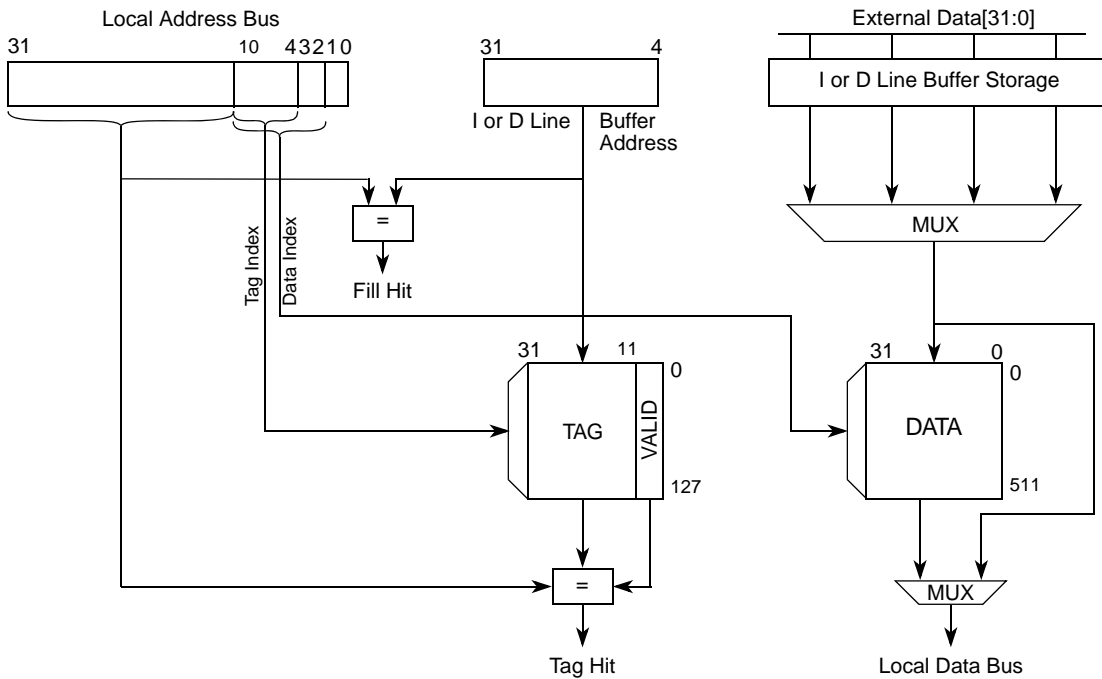 Local Address Bus
31 10 4 3 2 1 0
31 4
External Data[31:0]
I or D Line Buffer Storage
I or D Line Buffer
Address
MUX
=
Fill Hit
Tag Index
Data Index
31 11
0
TAG
VALID
127
31 0
0
DATA
511
=
MUX
Tag Hit
Local Data Bus